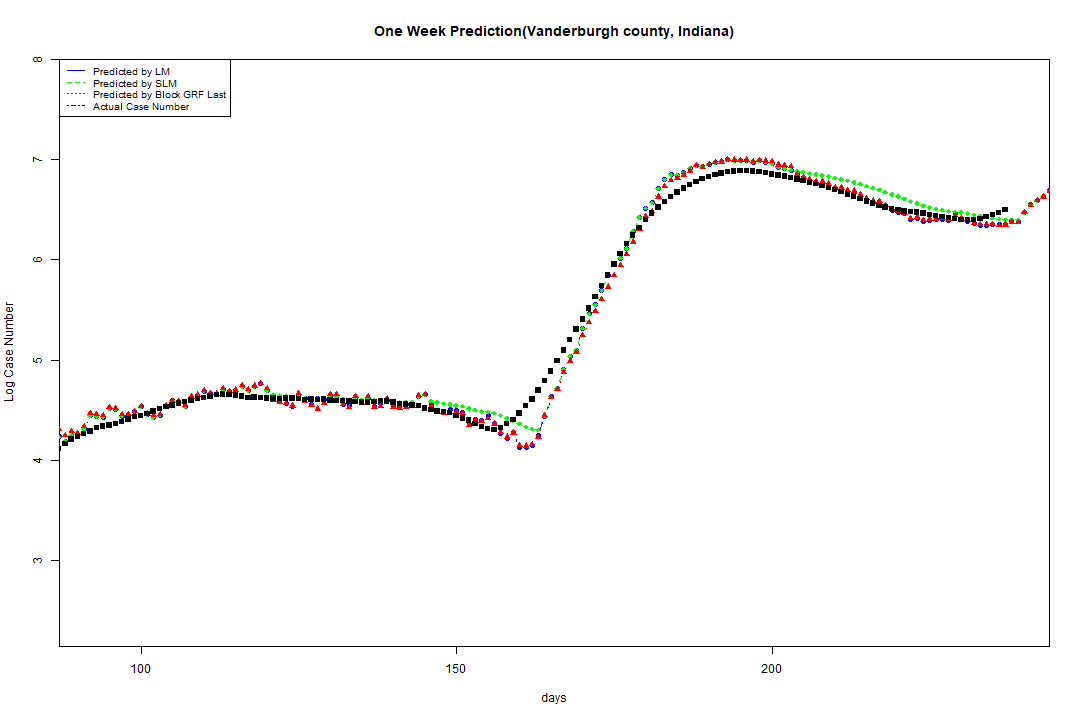 One Week Prediction(Vanderburgh county, Indiana)
8
Predicted by LM
Predicted by SLM
Predicted by Block GRF Last
Actual Case Number
7
6
5
4
3
Log Case Number
100 150 200
days